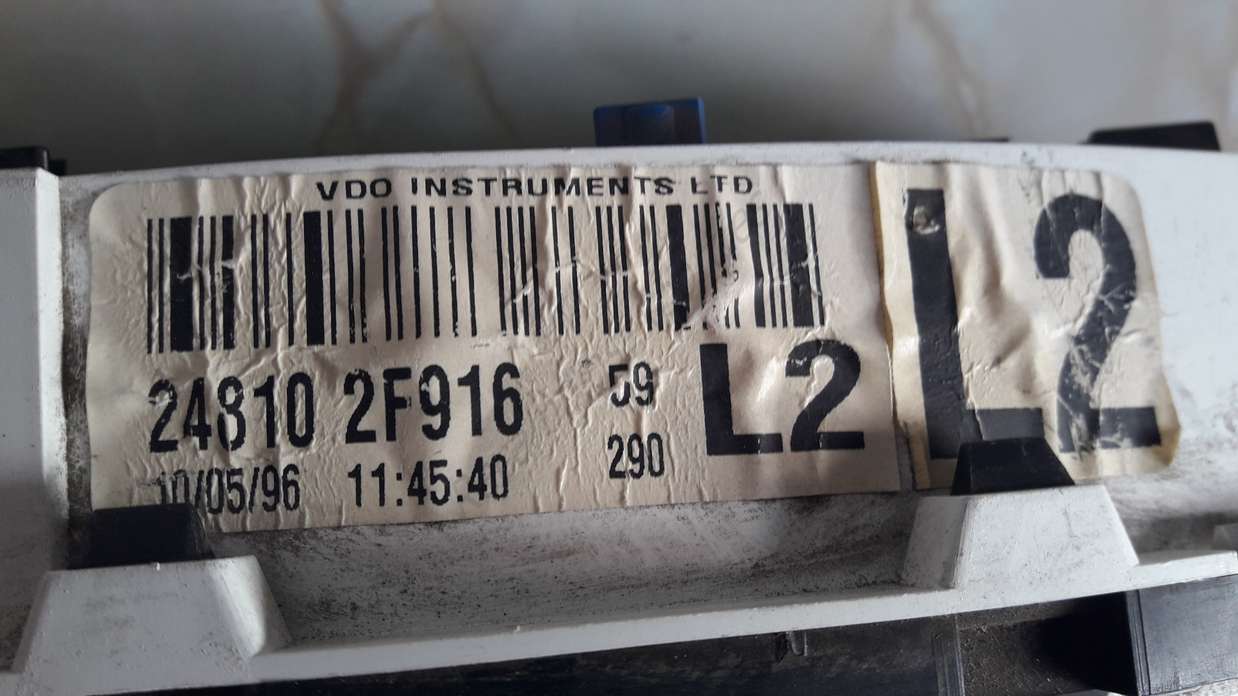 VDO INSTRUMENTS LTD
24810 2F916 59 L2
10/05/96 11:45:40 290
L2